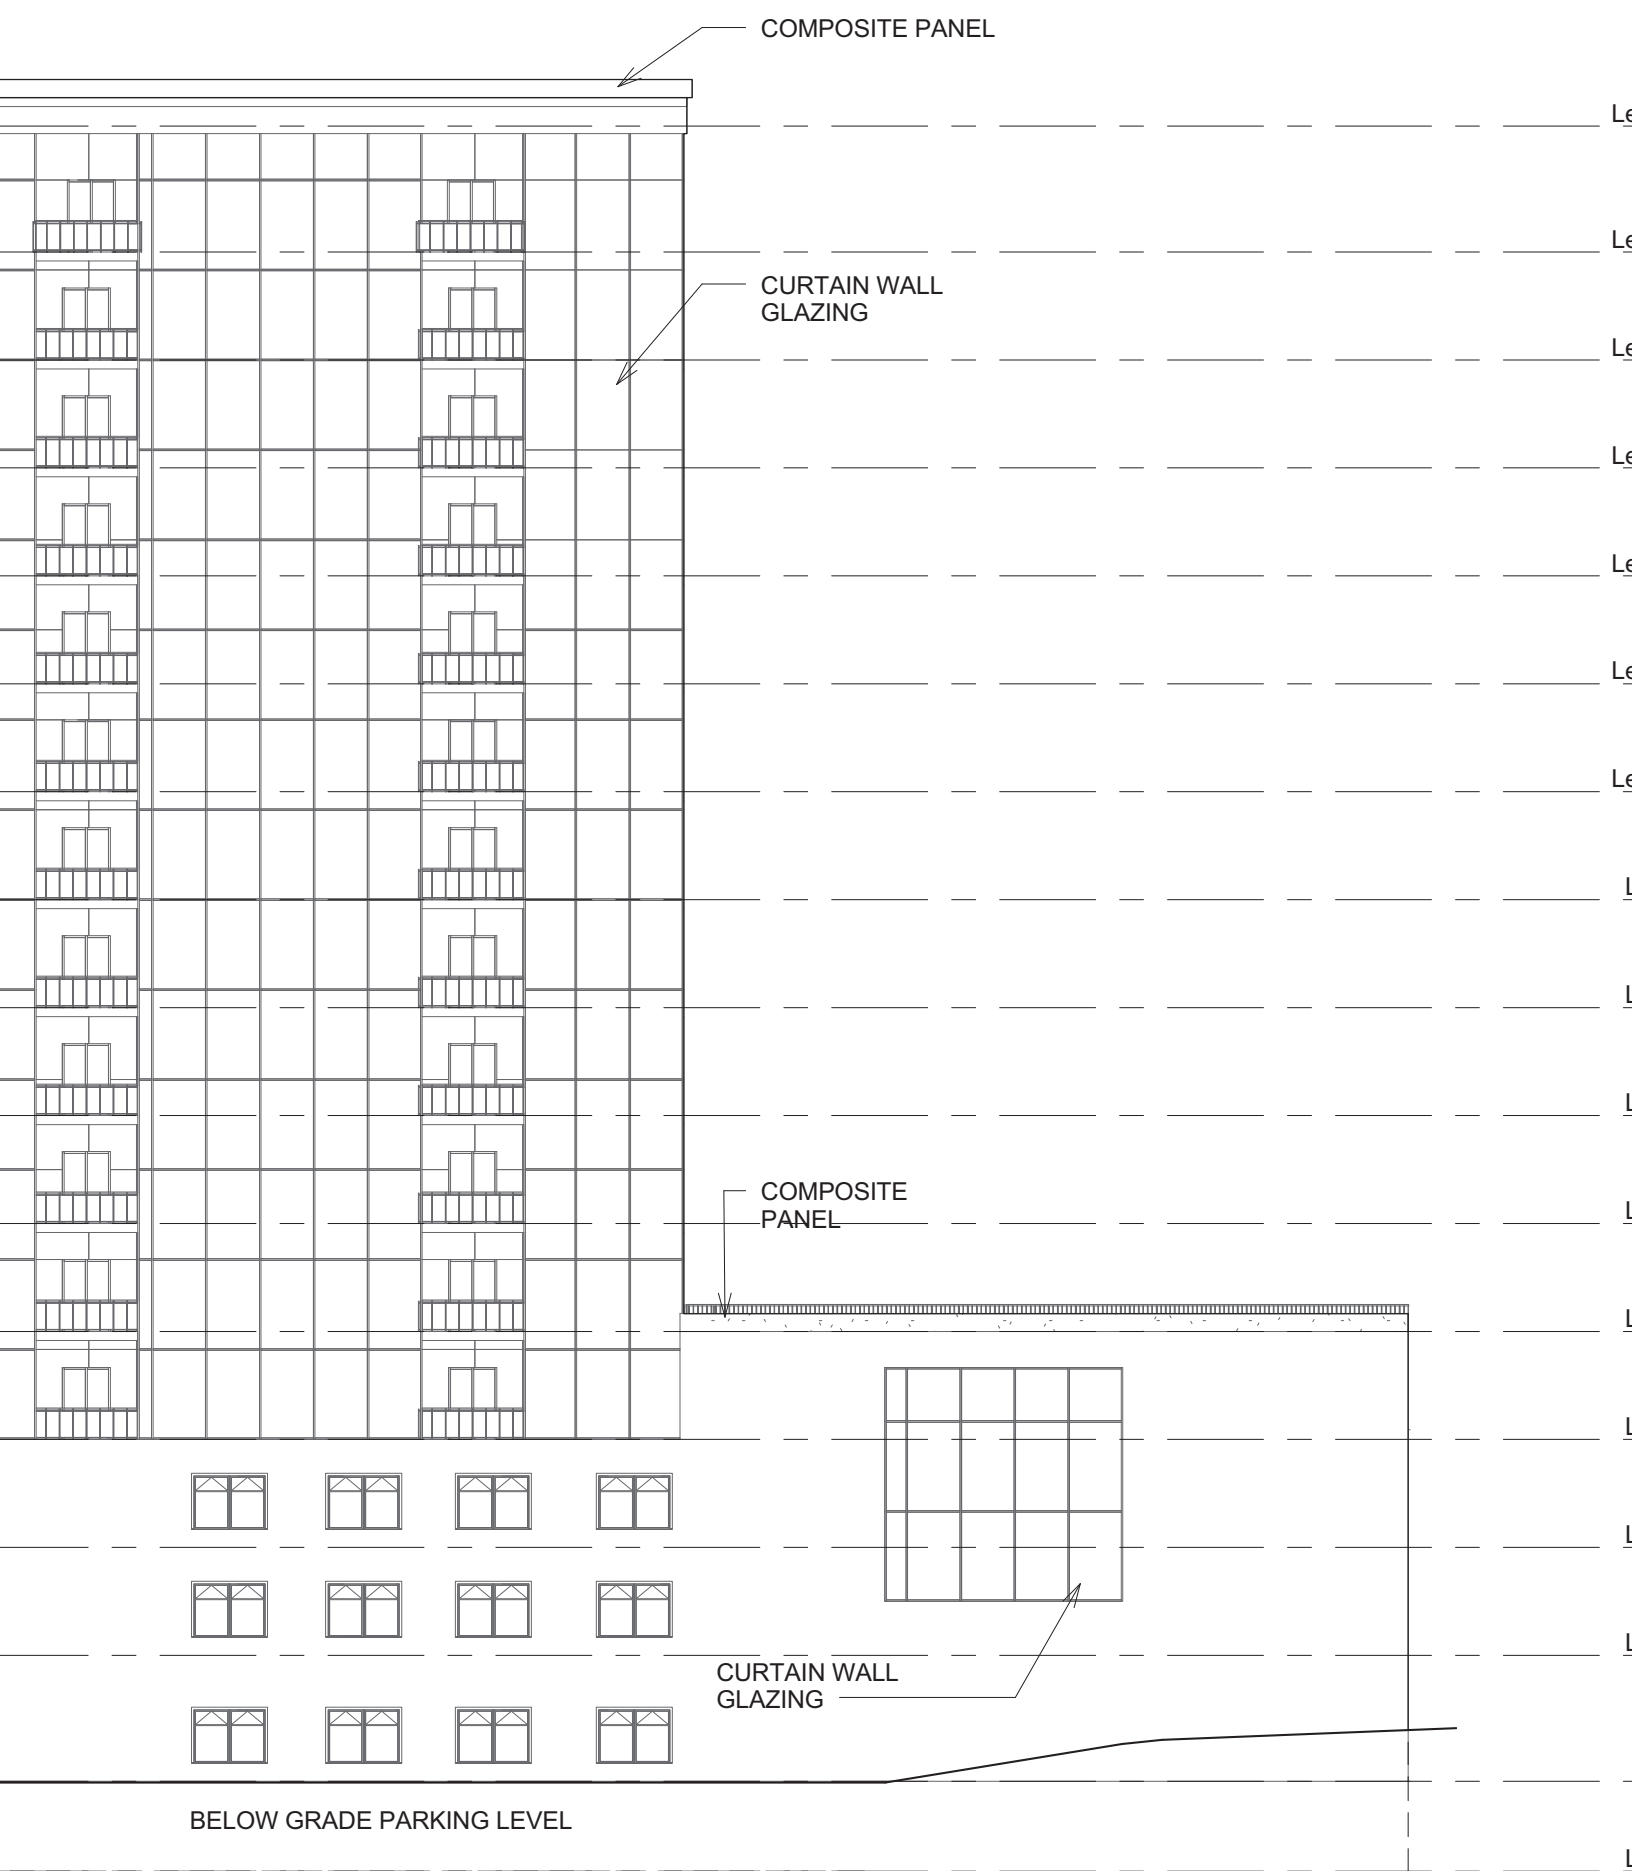 COMPOSITE PANEL
CURTAIN WALL
GLAZING
COMPOSITE
PANEL
CURTAIN WALL
GLAZING
BELOW GRADE PARKING LEVEL